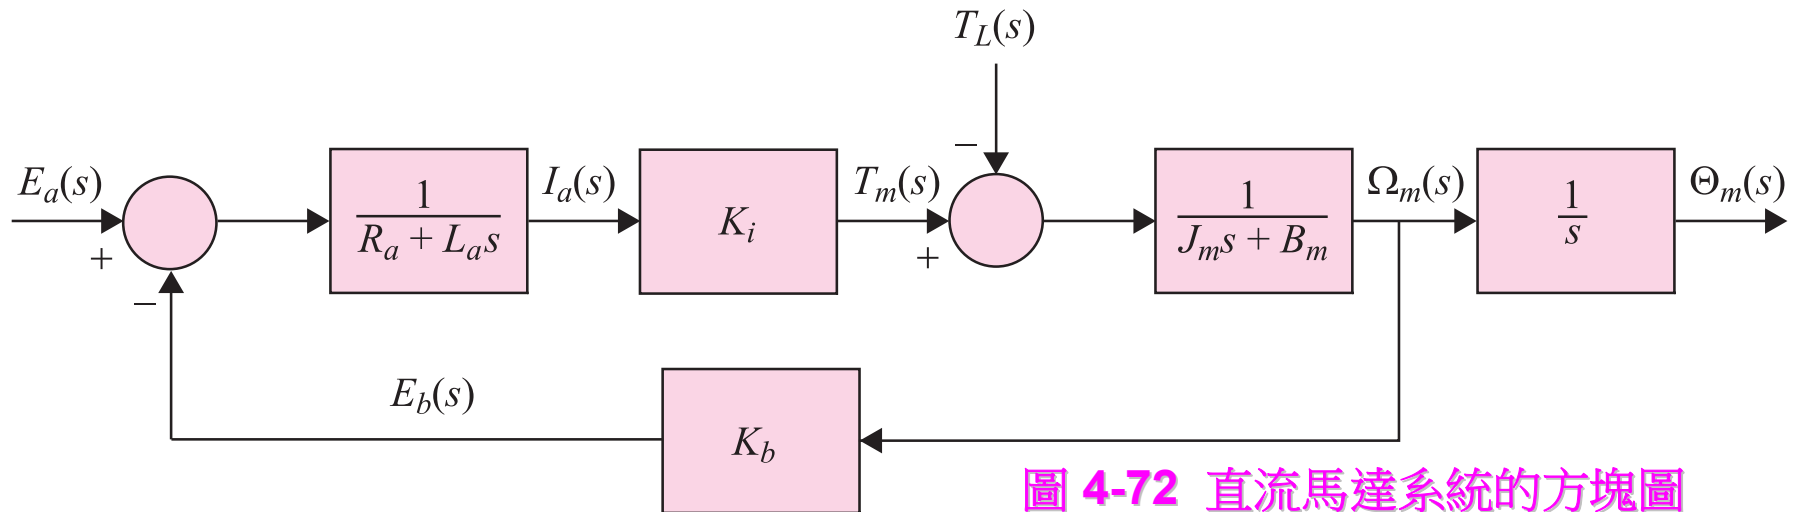 T_L(s)
−
E_a(s)
+
−
1
R_a + L_a s
I_a(s)
K_i
T_m(s)
+
1
J_m s + B_m
Ω_m(s)
1
s
Θ_m(s)
E_b(s)
K_b
圖 4-72 直流馬達系統的方塊圖